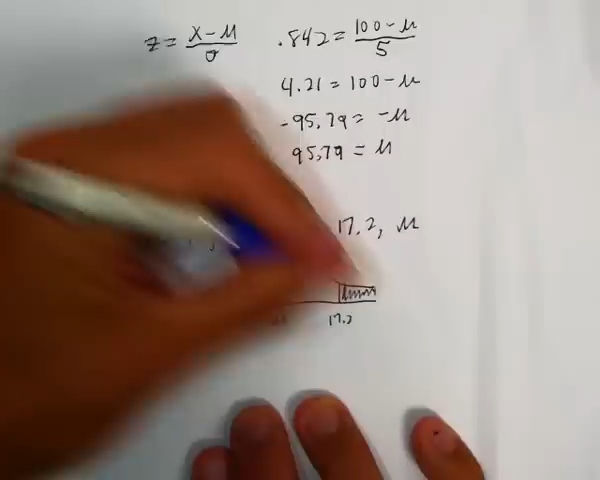 z = X - μ / σ
.842 = 100 - μ / 5
4.21 = 100 - μ
-95.79 = -μ
95.79 = μ
17.2, μ
17.2